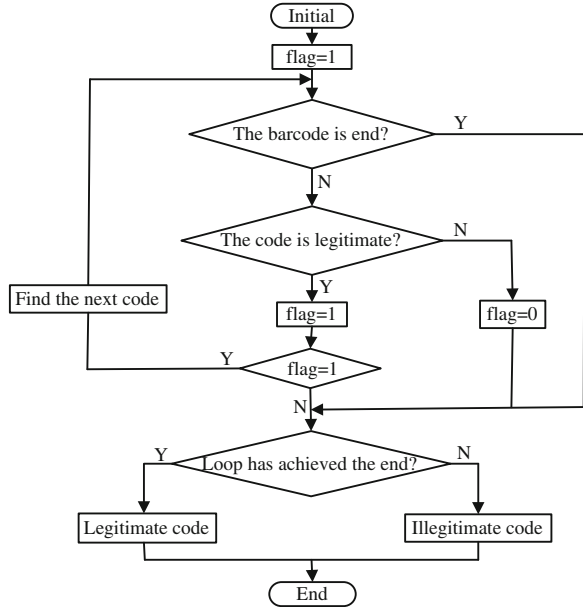 Initial
flag=1
The barcode is end?
Y
N
The code is legitimate?
N
Y
Find the next code
flag=1
flag=0
Y
flag=1
N
Y
Loop has achieved the end?
N
Legitimate code
Illegitimate code
End